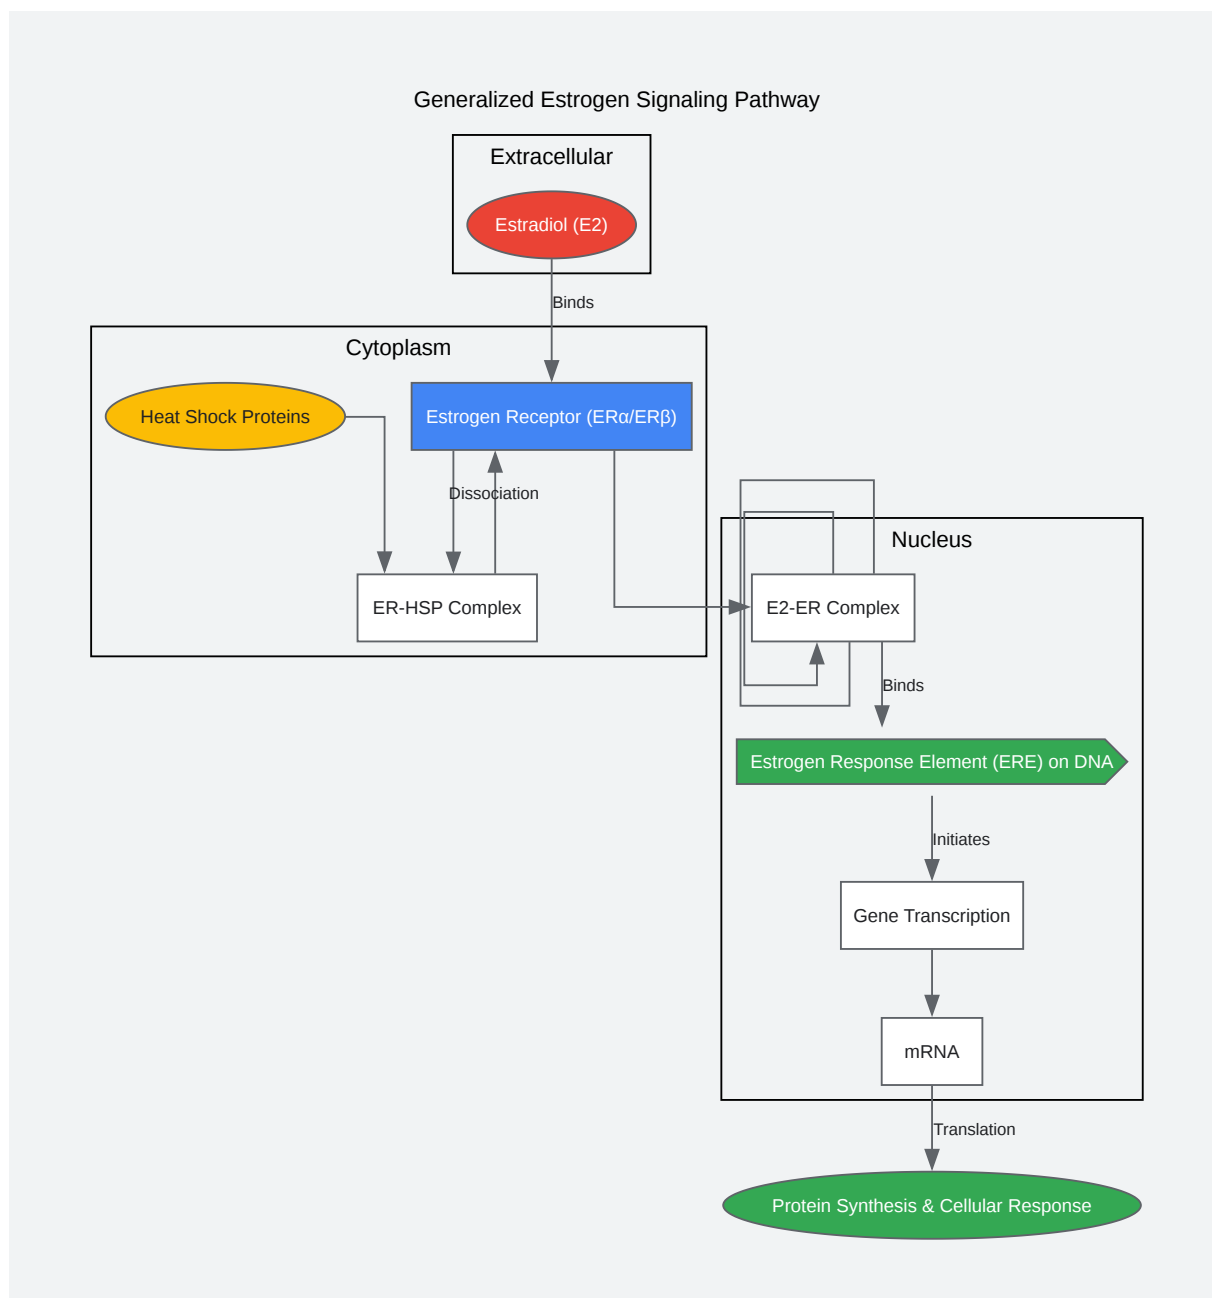 Generalized Estrogen Signaling Pathway
Extracellular
Estradiol (E2)
Binds
Cytoplasm
Heat Shock Proteins
Estrogen Receptor (ERα/ERβ)
Dissociation
ER-HSP Complex
Nucleus
E2-ER Complex
Binds
Estrogen Response Element (ERE) on DNA
Initiates
Gene Transcription
mRNA
Translation
Protein Synthesis & Cellular Response